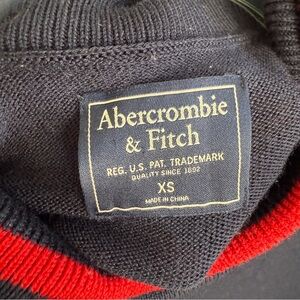 Abercrombie
& Fitch
REG. U.S. PAT. TRADEMARK
QUALITY SINCE 1892
XS
MADE IN CHINA